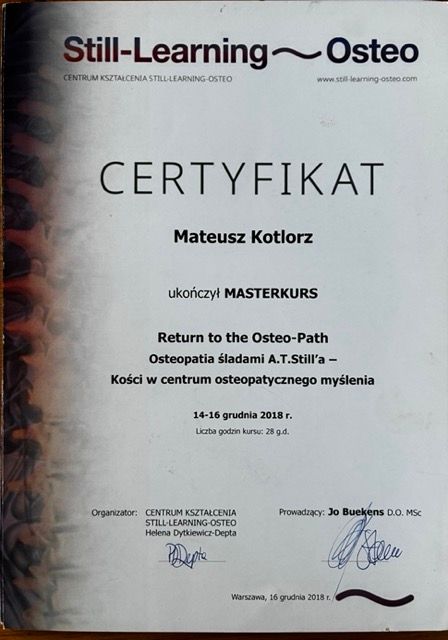 Still-Learning~Osteo
CENTRUM KSZTAŁCENIA STILL-LEARNING-OSTEO www.still-learning-osteo.com
CERTYFIKAT
Mateusz Kotlorz
ukończył MASTERKURS
Return to the Osteo-Path
Osteopatia śladami A.T.Still’a –
Kości w centrum osteopatycznego myślenia
14-16 grudnia 2018 r.
Liczba godzin kursu: 28 g.d.
Organizator: CENTRUM KSZTAŁCENIA
STILL-LEARNING-OSTEO
Helena Dytkiewicz-Depta
Prowadzący: Jo Buekens D.O. MSc
Depta
Warszawa, 16 grudnia 2018 r.